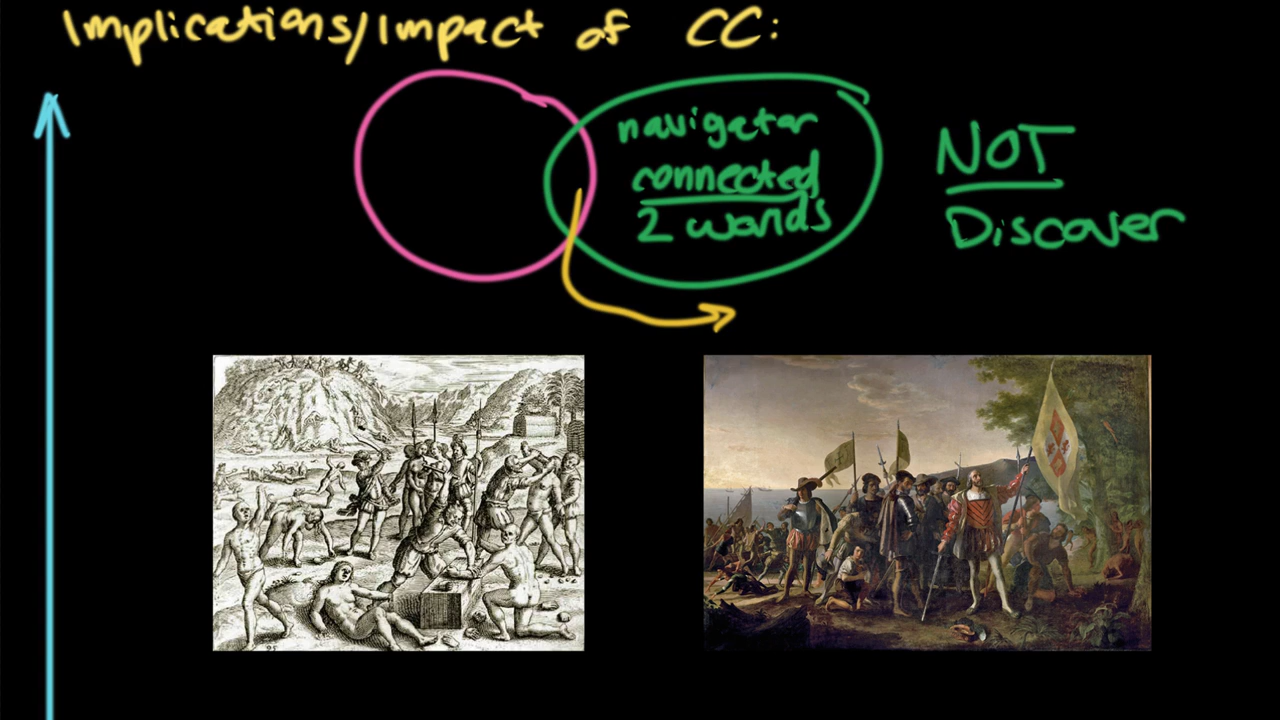 Implications/Impact of CC:
navigator
connected
2 worlds
NOT
Discover